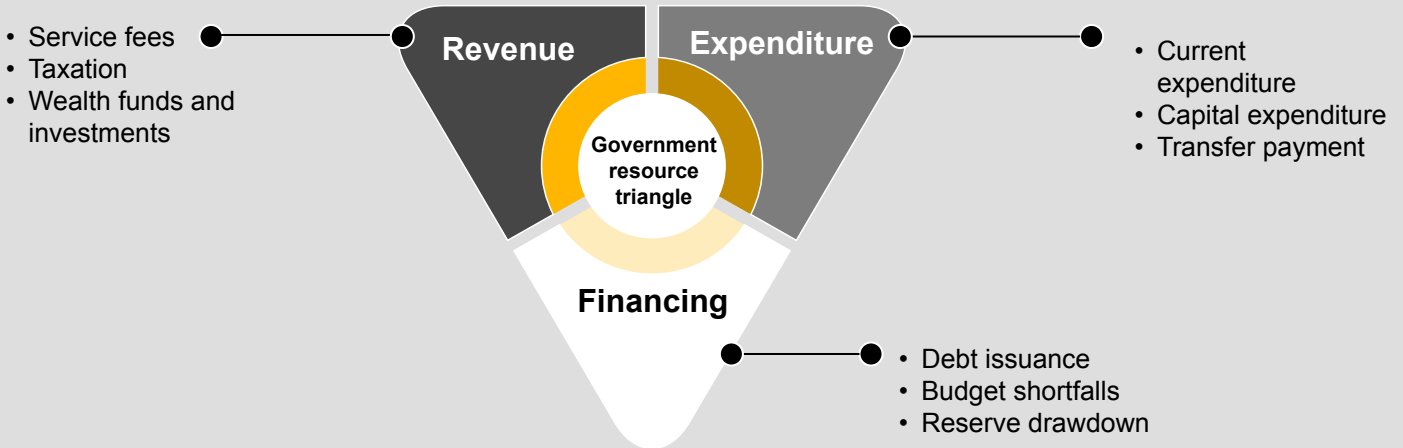 • Service fees
• Taxation
• Wealth funds and
investments
Revenue
Expenditure
• Current
expenditure
• Capital expenditure
• Transfer payment
Government
resource
triangle
Financing
• Debt issuance
• Budget shortfalls
• Reserve drawdown